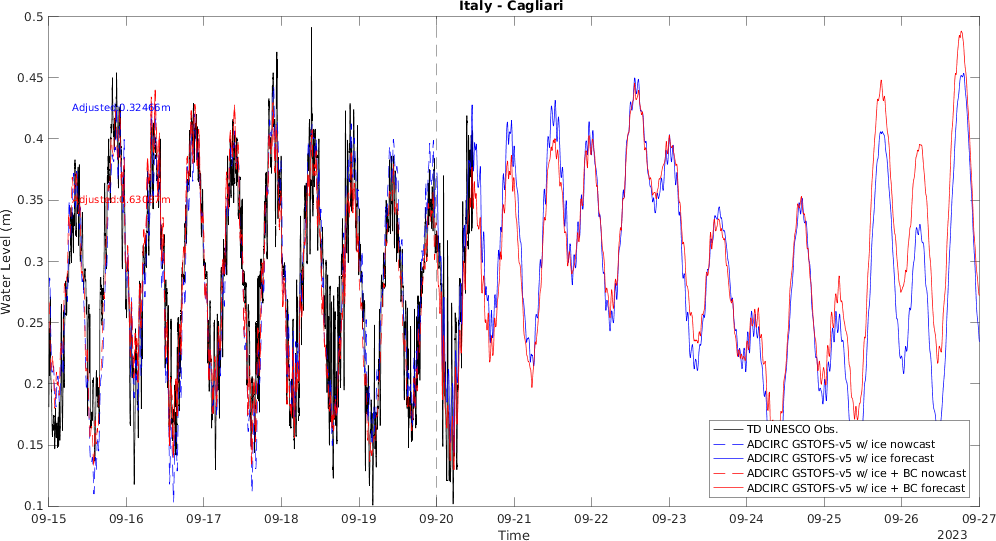 Italy - Cagliari
0.5
0.45
0.4
0.35
0.3
0.25
0.2
0.15
0.1
Water Level (m)
Adjusted:0.32466m
TD UNESCO Obs.
ADCIRC GSTOFS-v5 w/ ice nowcast
ADCIRC GSTOFS-v5 w/ ice forecast
ADCIRC GSTOFS-v5 w/ ice + BC nowcast
ADCIRC GSTOFS-v5 w/ ice + BC forecast
09-15 09-16 09-17 09-18 09-19 09-20 09-21 09-22 09-23 09-24 09-25 09-26 09-27
Time
2023